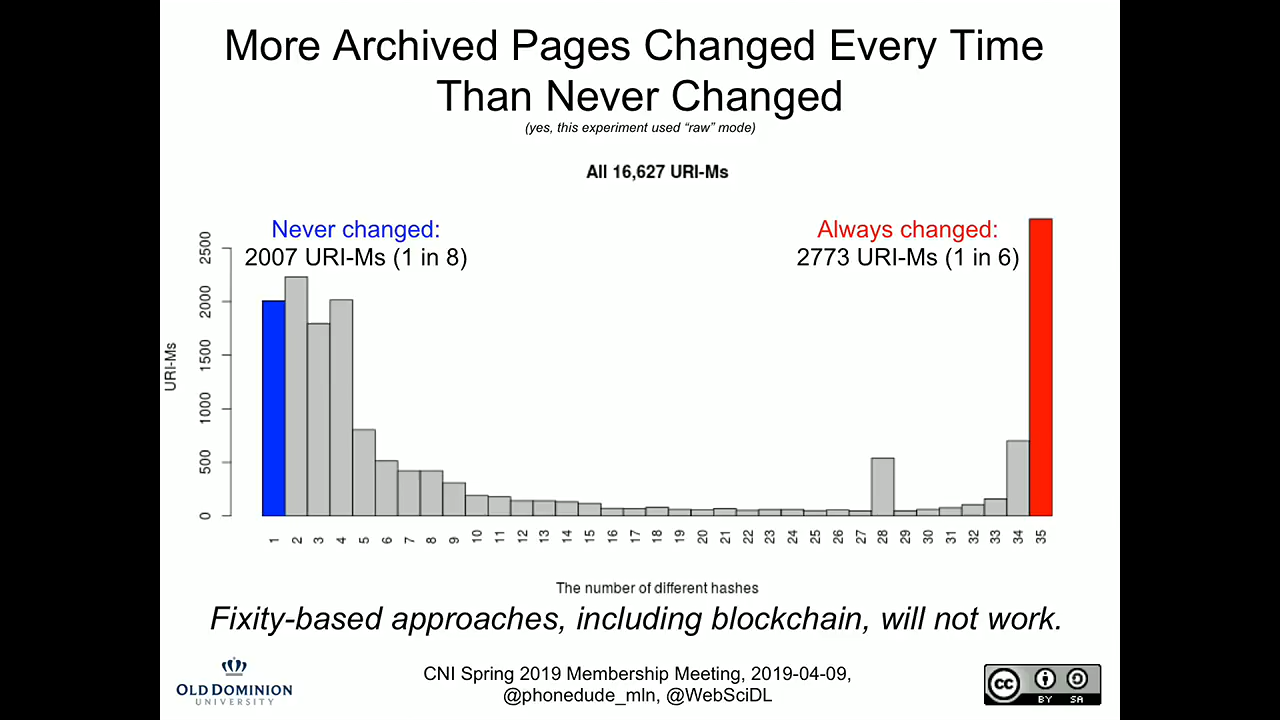 More Archived Pages Changed Every Time
Than Never Changed
(yes, this experiment used “raw” mode)
All 16,627 URI-Ms
Never changed:
2007 URI-Ms (1 in 8)
Always changed:
2773 URI-Ms (1 in 6)
URI-Ms
2500
2000
1500
1000
500
0
1 2 3 4 5 6 7 8 9 10 11 12 13 14 15 16 17 18 19 20 21 22 23 24 25 26 27 28 29 30 31 32 33 34 35
The number of different hashes
Fixity-based approaches, including blockchain, will not work.
OLD DOMINION
UNIVERSITY
CNI Spring 2019 Membership Meeting, 2019-04-09,
@phonedude_mln, @WebSciDL
cc
BY SA